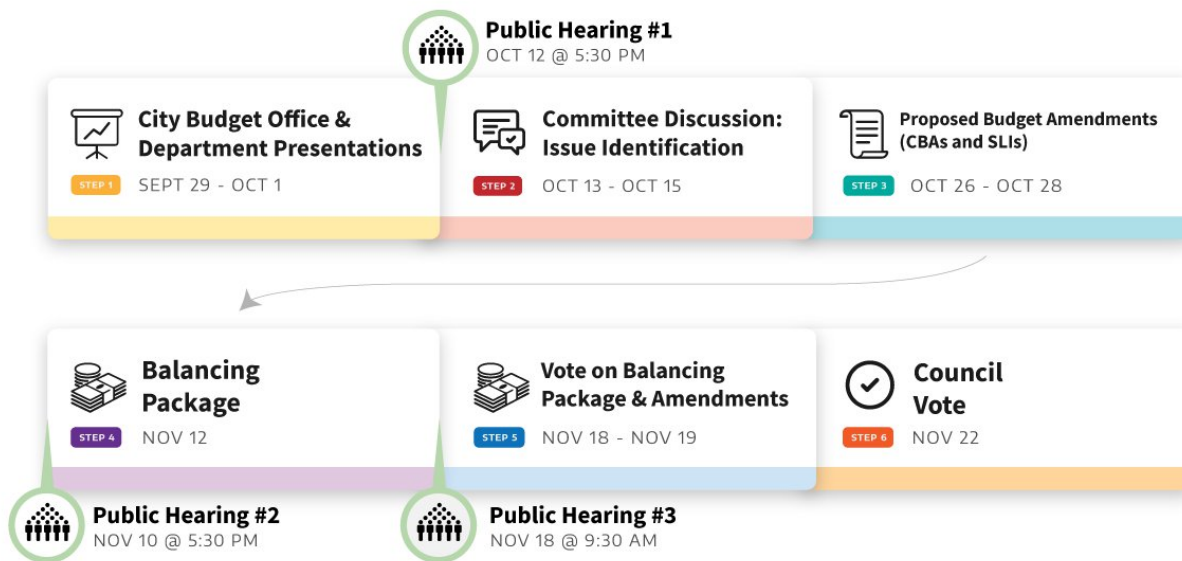 Public Hearing #1
OCT 12 @ 5:30 PM
City Budget Office &
Department Presentations
STEP 1
SEPT 29 - OCT 1
Committee Discussion:
Issue Identification
STEP 2
OCT 13 - OCT 15
Proposed Budget Amendments
(CBAs and SLIs)
STEP 3
OCT 26 - OCT 28
Balancing
Package
STEP 4
NOV 12
Vote on Balancing
Package & Amendments
STEP 5
NOV 18 - NOV 19
Council
Vote
STEP 6
NOV 22
Public Hearing #2
NOV 10 @ 5:30 PM
Public Hearing #3
NOV 18 @ 9:30 AM